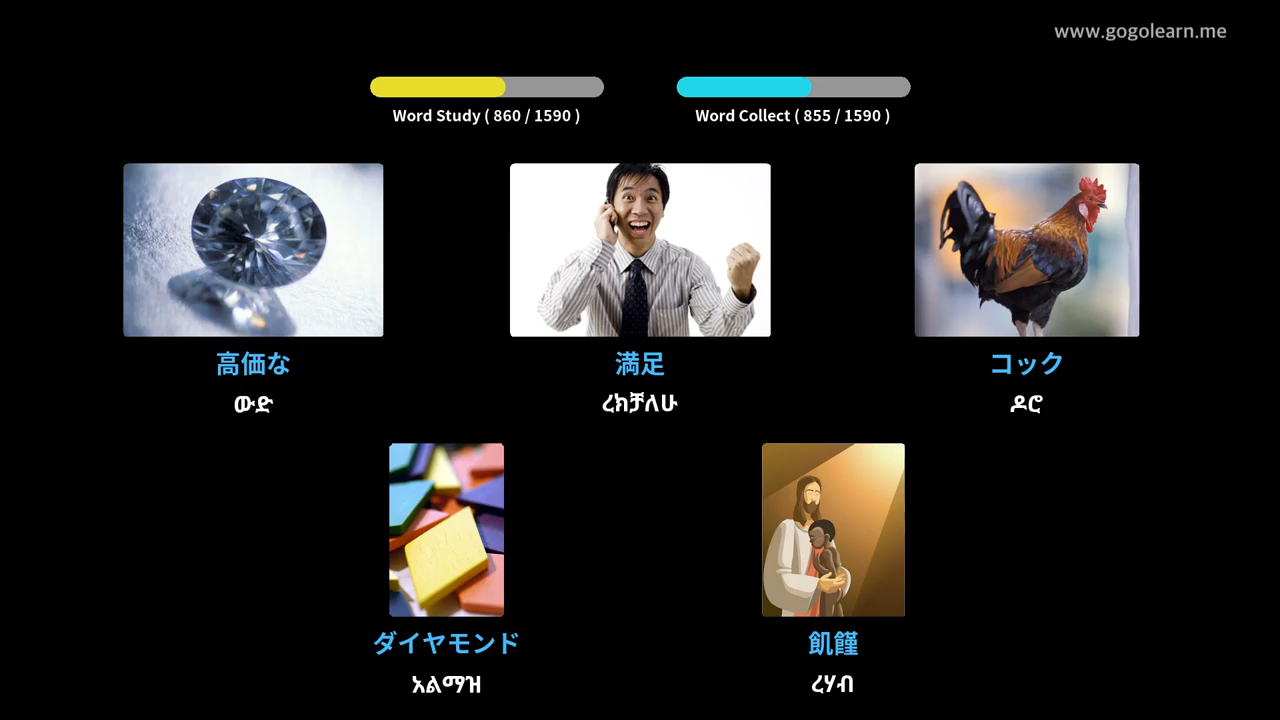 www.gogolearn.me
Word Study ( 860 / 1590 )
Word Collect ( 855 / 1590 )
高価な
满足
コック
ውድ
ረክቻለሁ
ዶሮ
ダイヤモンド
飢饉
አልማዝ
ረሃብ